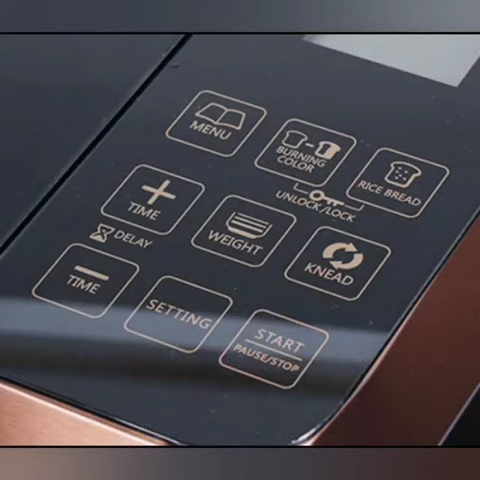 MENU
BURNING
COLOR
RICE BREAD
UNLOCK/LOCK
TIME
WEIGHT
KNEAD
DELAY
TIME
SETTING
START
PAUSE/STOP